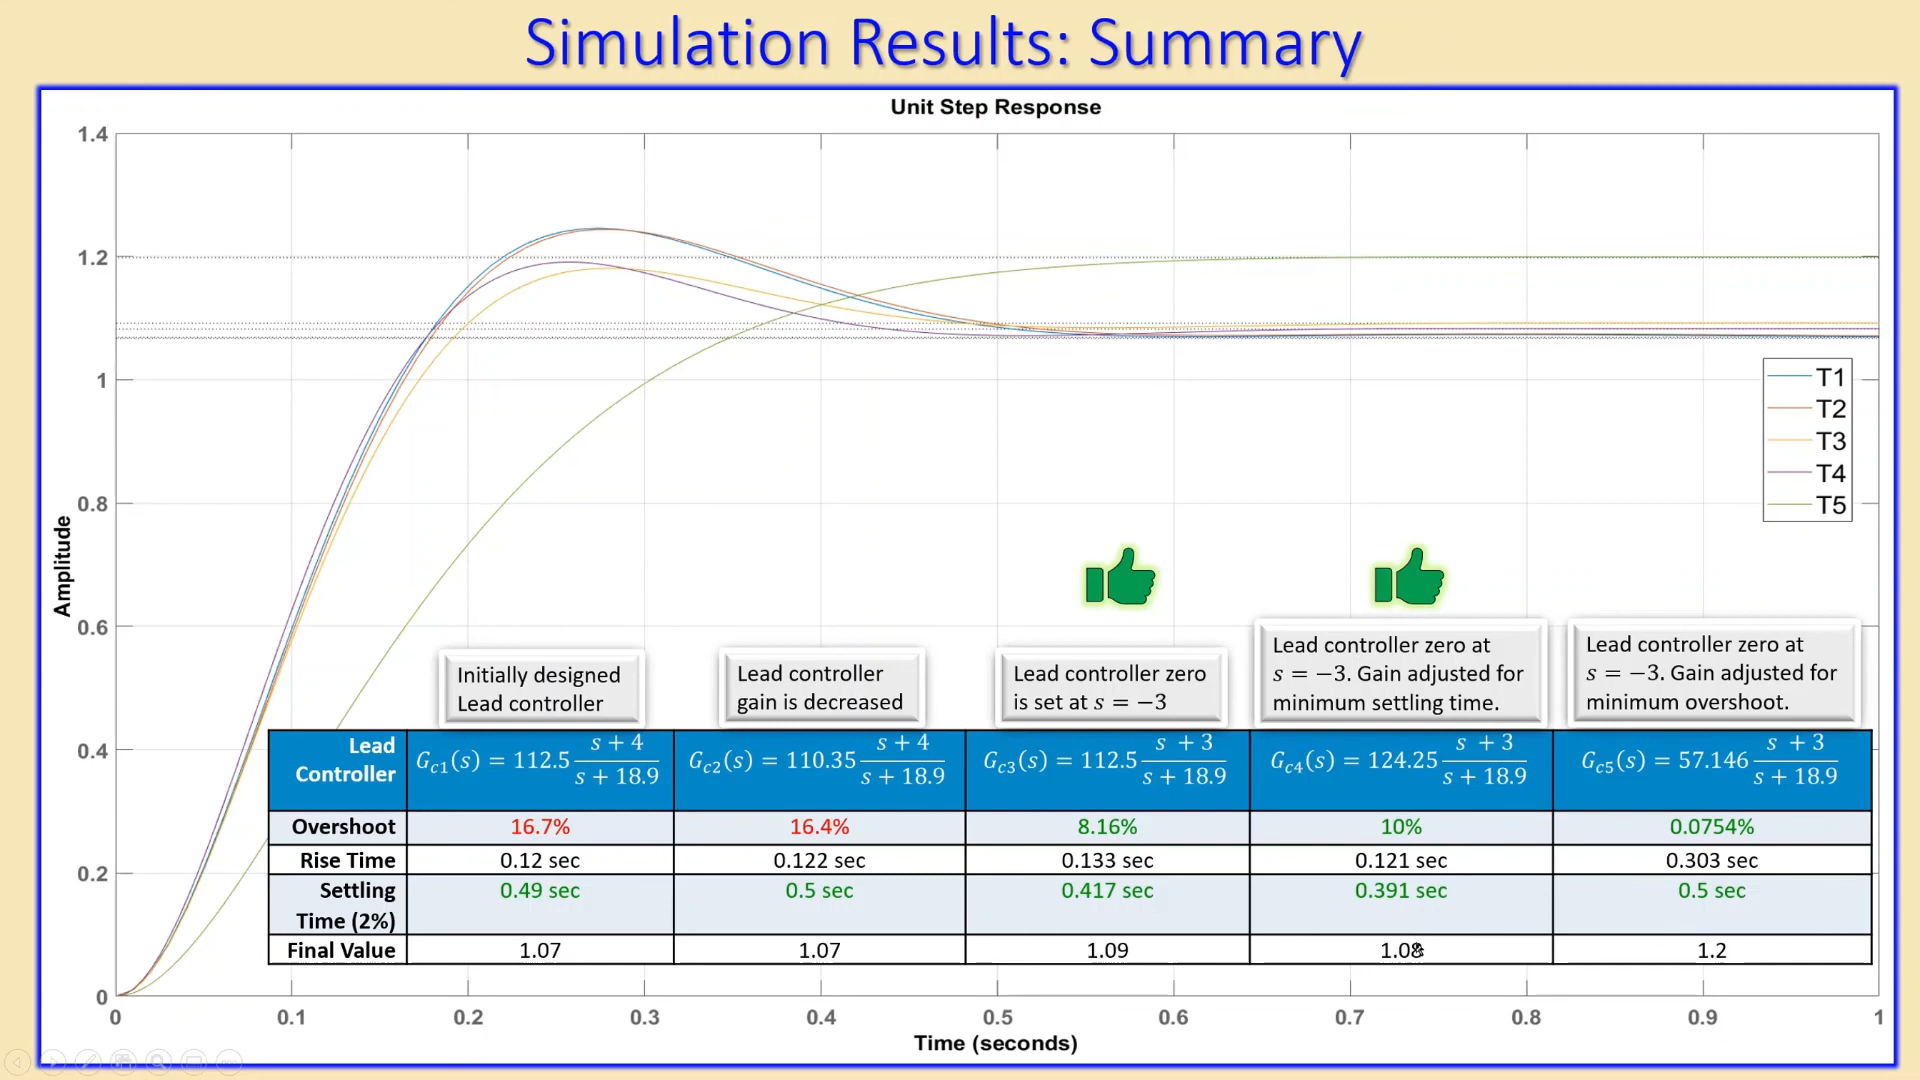 Simulation Results: Summary
Unit Step Response
1.4
1.2
1
0.8
0.6
0.4
0.2
0
Amplitude
T1
T2
T3
T4
T5
Initially designed
Lead controller
Lead controller
gain is decreased
Lead controller zero
is set at s = −3
Lead controller zero at
s = −3. Gain adjusted for
minimum settling time.
Lead controller zero at
s = −3. Gain adjusted for
minimum overshoot.
Lead Controller G_c1(s) = 112.5 (s + 4)/(s + 18.9) G_c2(s) = 110.35 (s + 4)/(s + 18.9) G_c3(s) = 112.5 (s + 3)/(s + 18.9) G_c4(s) = 124.25 (s + 3)/(s + 18.9) G_c5(s) = 57.146 (s + 3)/(s + 18.9)
Overshoot 16.7% 16.4% 8.16% 10% 0.0754%
Rise Time 0.12 sec 0.122 sec 0.133 sec 0.121 sec 0.303 sec
Settling Time (2%) 0.49 sec 0.5 sec 0.417 sec 0.391 sec 0.5 sec
Final Value 1.07 1.07 1.09 1.08 1.2
0 0.1 0.2 0.3 0.4 0.5 0.6 0.7 0.8 0.9 1
Time (seconds)